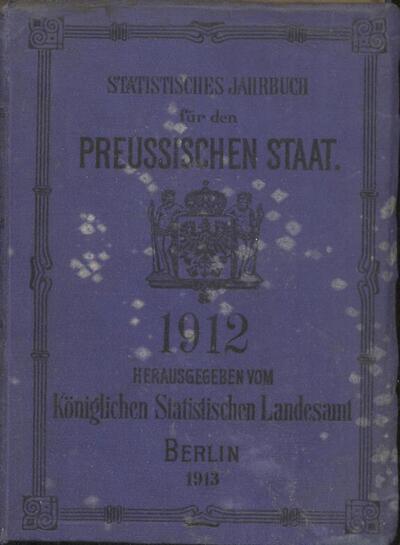 STATISTISCHES JAHRBUCH
für den
PREUSSISCHEN STAAT.
1912
HERAUSGEGEBEN VOM
Königlichen Statistischen Landesamt
BERLIN
1913